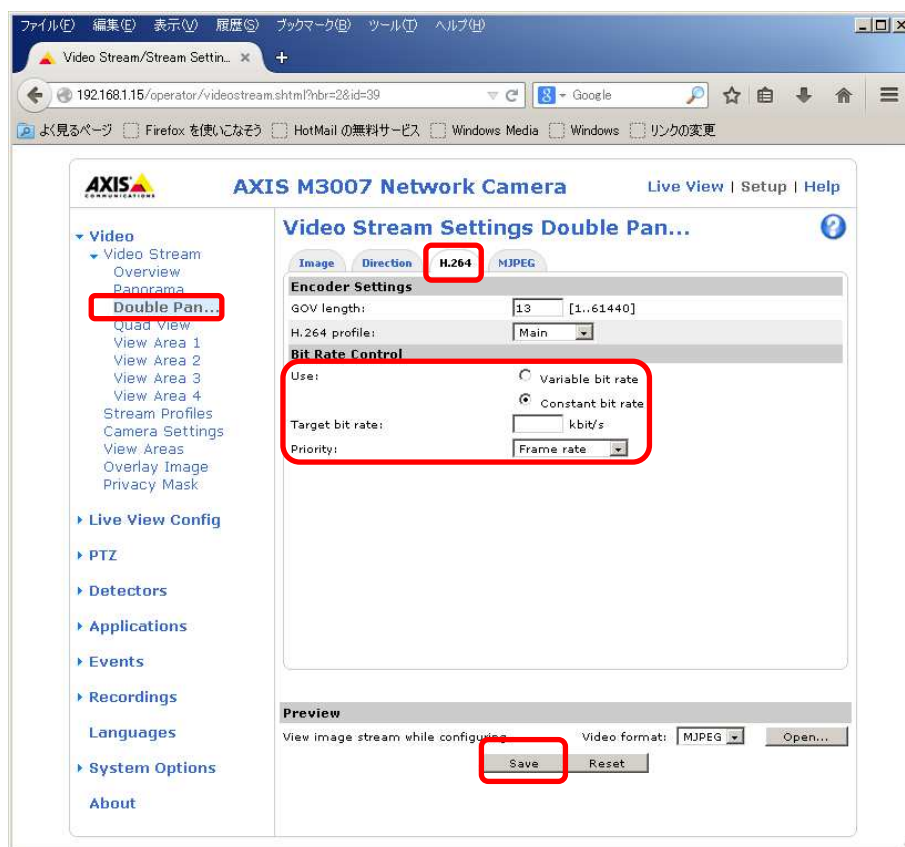 ファイル(F) 編集(E) 表示(V) 履歴(S) ブックマーク(B) ツール(T) ヘルプ(H)
Video Stream/Stream Settin...
192.168.1.15/operator/videostream.shtml?nbr=2&id=39
Google
よく見るページ Firefox を使いこなそう HotMail の無料サービス Windows Media Windows リンクの変更
AXIS COMMUNICATIONS
AXIS M3007 Network Camera
Live View | Setup | Help
Video
Video Stream
Overview
Panorama
Double Pan...
Quad View
View Area 1
View Area 2
View Area 3
View Area 4
Stream Profiles
Camera Settings
View Areas
Overlay Image
Privacy Mask
Live View Config
PTZ
Detectors
Applications
Events
Recordings
Languages
System Options
About
Video Stream Settings Double Pan...
Image Direction H.264 MJPEG
Encoder Settings
GOV length: 13 [1..61440]
H.264 profile: Main
Bit Rate Control
Use: Variable bit rate
Constant bit rate
Target bit rate: kbit/s
Priority: Frame rate
Preview
View image stream while configuring Video format: MJPEG Open...
Save Reset